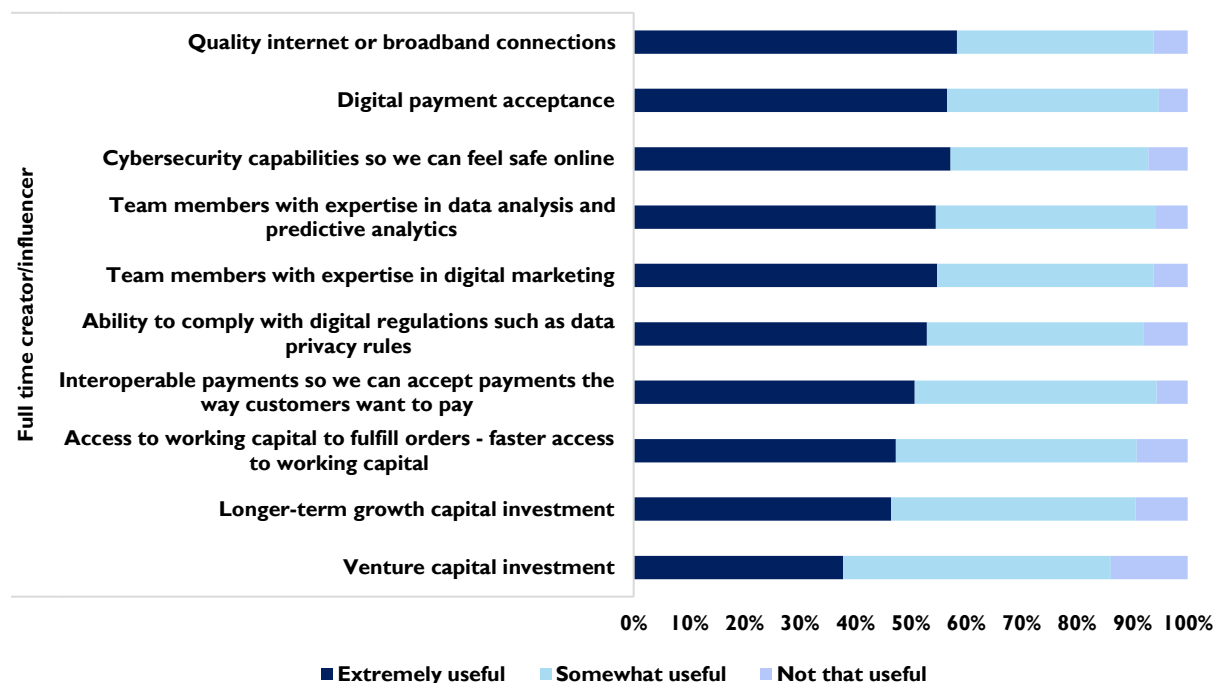 Full time creator/influencer
Quality internet or broadband connections
Digital payment acceptance
Cybersecurity capabilities so we can feel safe online
Team members with expertise in data analysis and
predictive analytics
Team members with expertise in digital marketing
Ability to comply with digital regulations such as data
privacy rules
Interoperable payments so we can accept payments the
way customers want to pay
Access to working capital to fulfill orders - faster access
to working capital
Longer-term growth capital investment
Venture capital investment
0% 10% 20% 30% 40% 50% 60% 70% 80% 90% 100%
Extremely useful Somewhat useful Not that useful